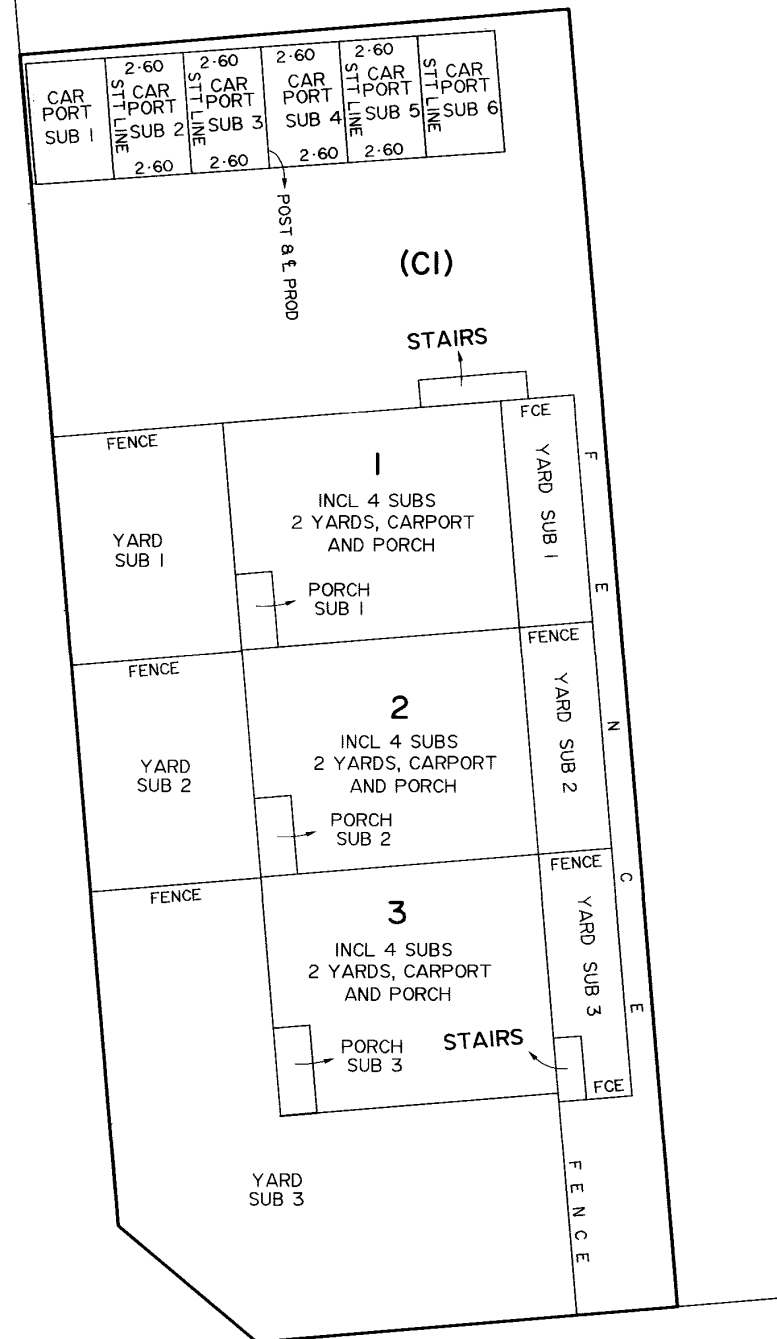 2·60
2·60
2·60
2·60
CAR
PORT
SUB 1
STT LINE
CAR
PORT
SUB 2
STT LINE
CAR
PORT
SUB 3
CAR
PORT
SUB 4
STT LINE
CAR
PORT
SUB 5
STT LINE
CAR
PORT
SUB 6
2·60
2·60
2·60
2·60
POST & ℄ PROD
(C1)
STAIRS
FENCE
FCE
1
INCL 4 SUBS
2 YARDS, CARPORT
AND PORCH
YARD
SUB 1
YARD SUB 1
PORCH
SUB 1
FENCE
FENCE
FENCE
2
INCL 4 SUBS
2 YARDS, CARPORT
AND PORCH
YARD
SUB 2
YARD SUB 2
PORCH
SUB 2
FENCE
FENCE
3
INCL 4 SUBS
2 YARDS, CARPORT
AND PORCH
YARD SUB 3
PORCH
SUB 3
STAIRS
FCE
YARD
SUB 3
FENCE